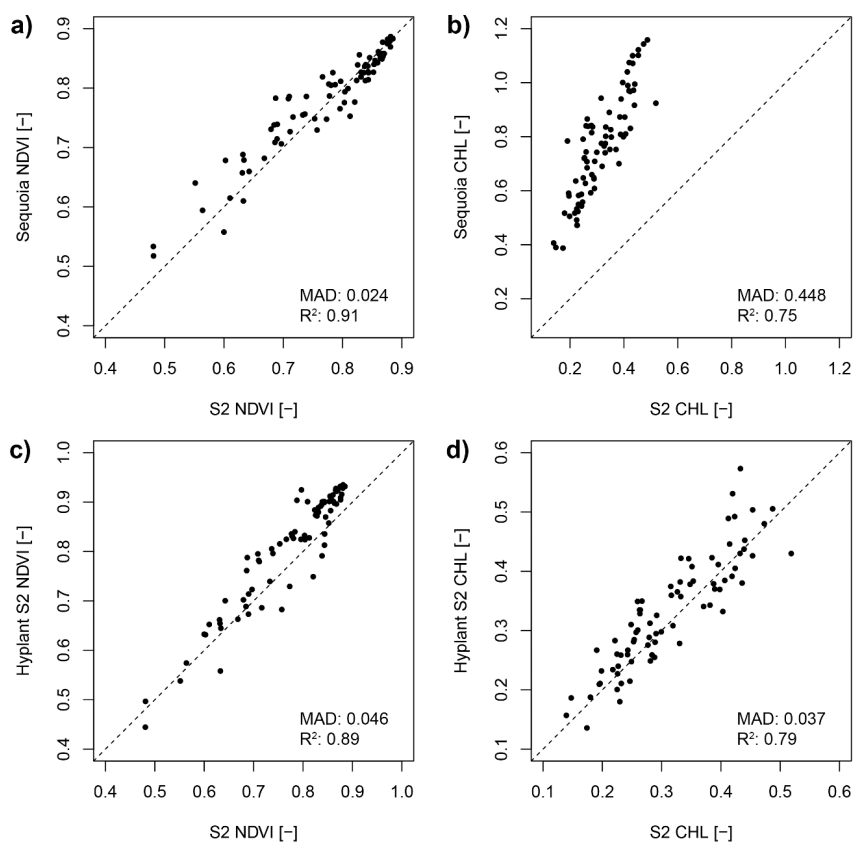 a)
0.9
0.8
0.7
0.6
0.5
0.4
Sequoia NDVI [−]
MAD: 0.024
R²: 0.91
0.4 0.5 0.6 0.7 0.8 0.9
S2 NDVI [−]
b)
1.2
1.0
0.8
0.6
0.4
0.2
Sequoia CHL [−]
MAD: 0.448
R²: 0.75
0.2 0.4 0.6 0.8 1.0 1.2
S2 CHL [−]
c)
1.0
0.9
0.8
0.7
0.6
0.5
0.4
Hyplant S2 NDVI [−]
MAD: 0.046
R²: 0.89
0.4 0.5 0.6 0.7 0.8 0.9 1.0
S2 NDVI [−]
d)
0.6
0.5
0.4
0.3
0.2
0.1
Hyplant S2 CHL [−]
MAD: 0.037
R²: 0.79
0.1 0.2 0.3 0.4 0.5 0.6
S2 CHL [−]